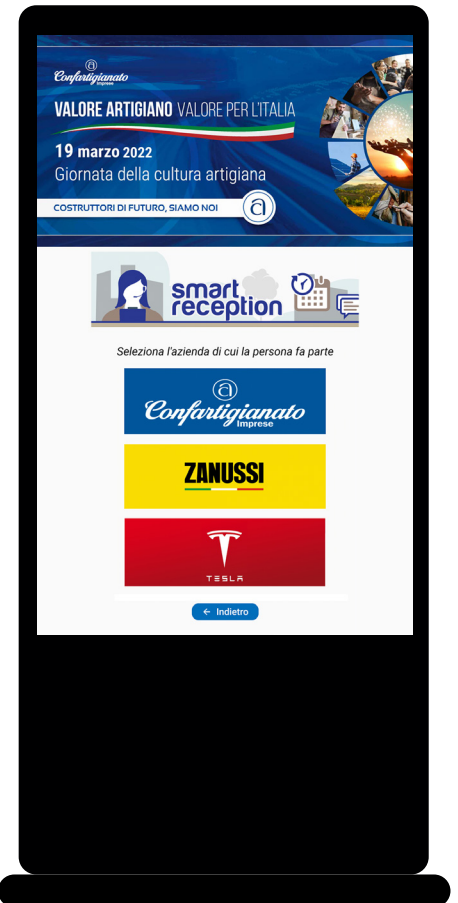 Confartigianato
Imprese
VALORE ARTIGIANO VALORE PER L'ITALIA
19 marzo 2022
Giornata della cultura artigiana
COSTRUTTORI DI FUTURO, SIAMO NOI
a
smart
reception
Seleziona l'azienda di cui la persona fa parte
a
Confartigianato
Imprese
ZANUSSI
TESLA
← Indietro